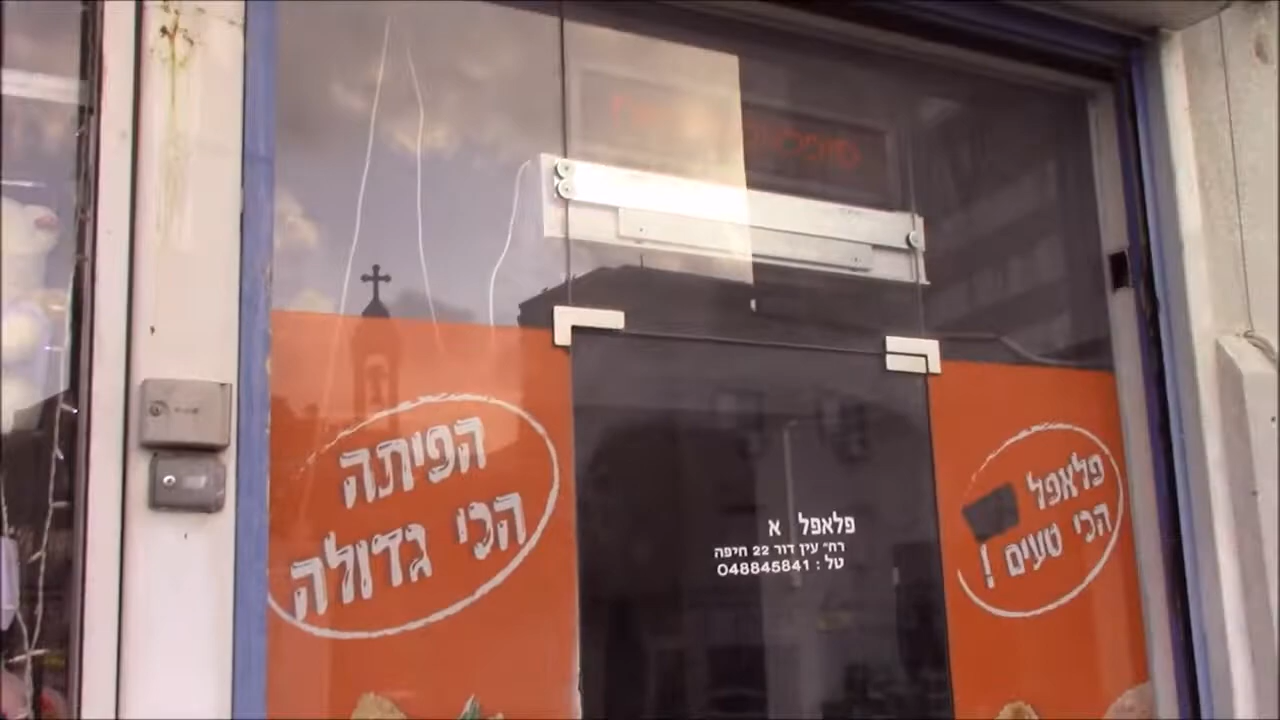 הפיתה
הכי גדולה
פלאפל א
רח׳ עין דור 22 חיפה
טל : 048845841
פלאפל
הכי טעים !